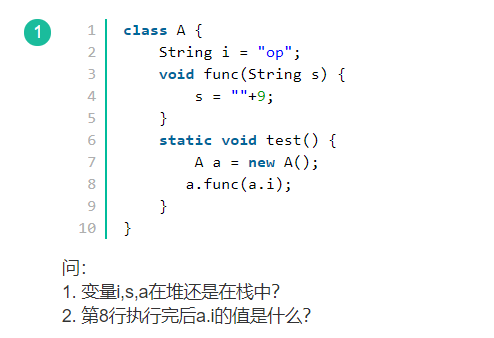 1
1 class A {
2 String i = "op";
3 void func(String s) {
4 s = ""+9;
5 }
6 static void test() {
7 A a = new A();
8 a.func(a.i);
9 }
10 }
问：
1. 变量i,s,a在堆还是在栈中？
2. 第8行执行完后a.i的值是什么？